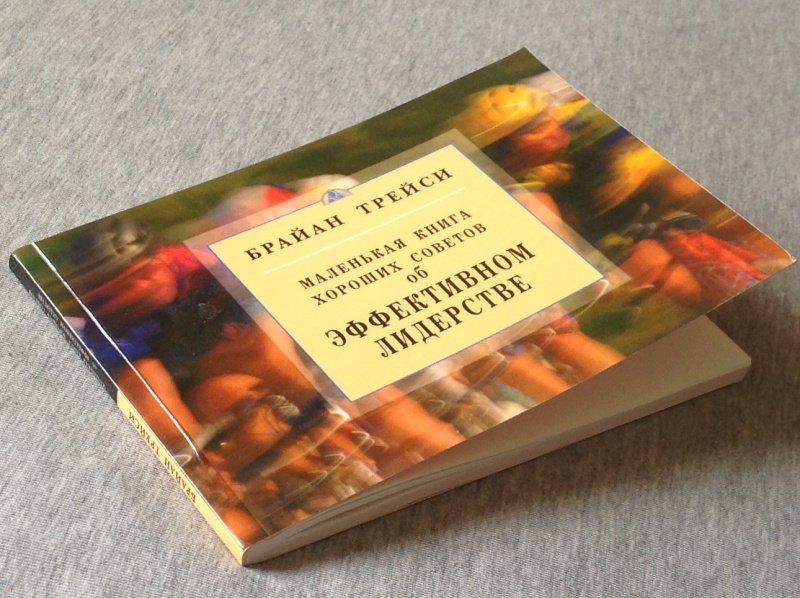 БРАЙАН ТРЕЙСИ
МАЛЕНЬКАЯ КНИГА
ХОРОШИХ СОВЕТОВ
об
ЭФФЕКТИВНОМ
ЛИДЕРСТВЕ
БРАЙАН ТРЕЙСИ